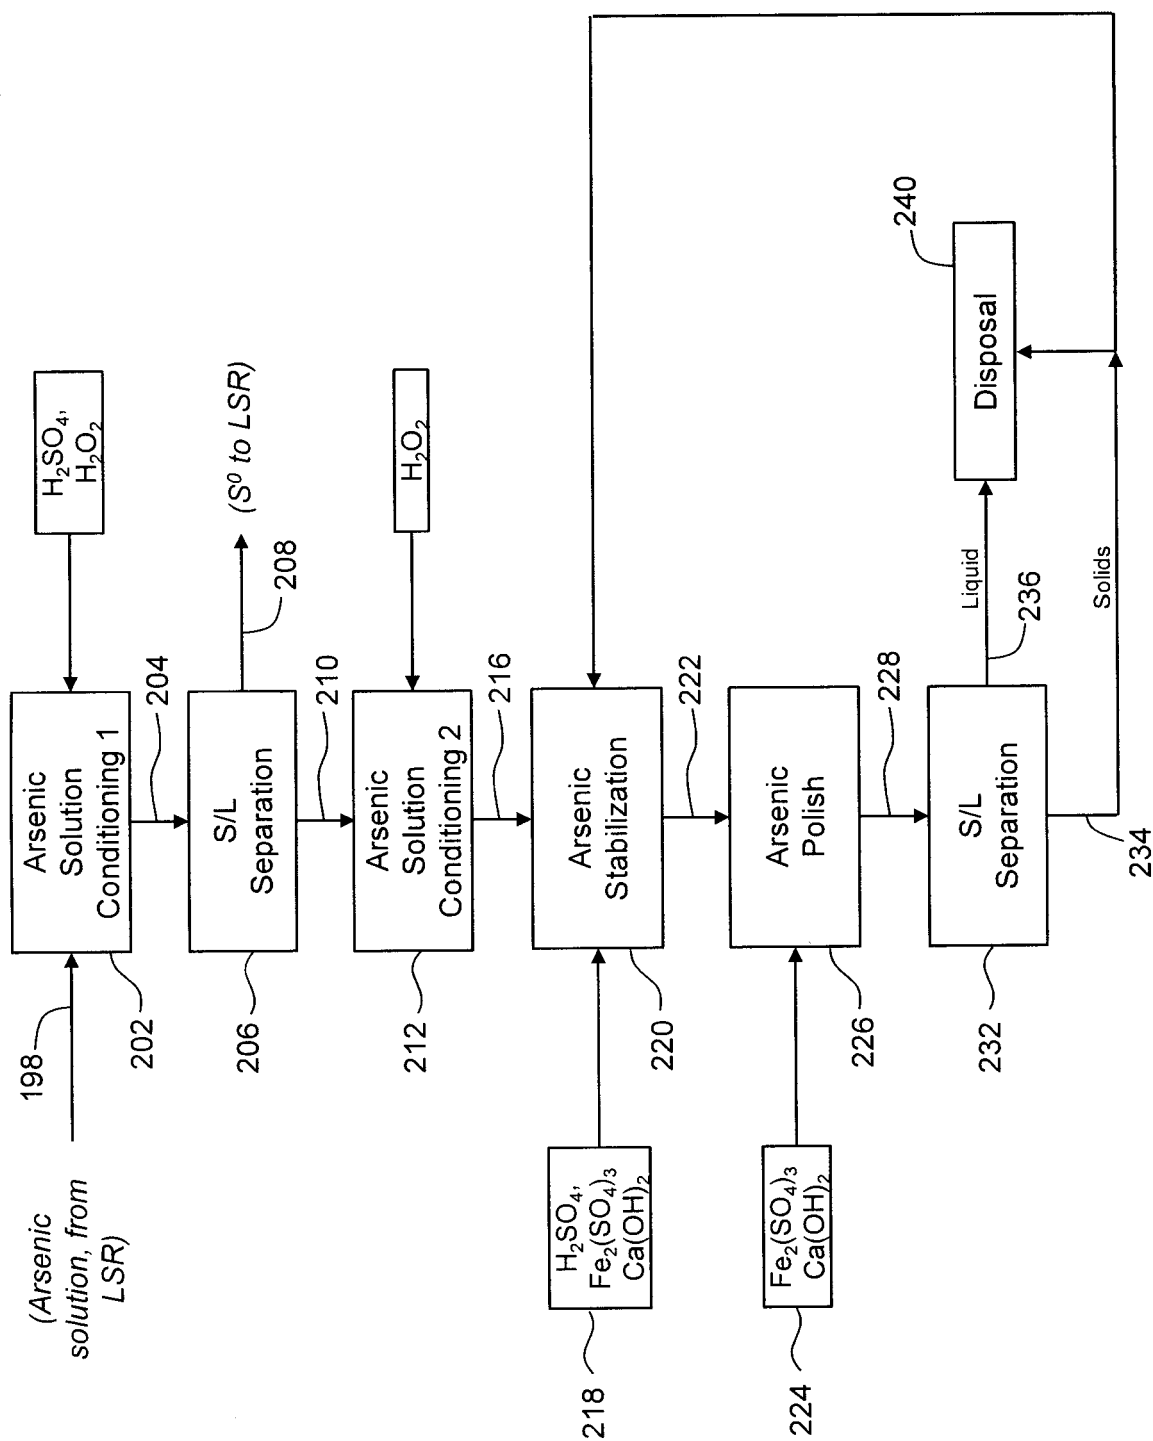 (Arsenic
solution, from
LSR)
198
Arsenic
Solution
Conditioning 1
202
H₂SO₄,
H₂O₂
204
S/L
Separation
206
208
(S⁰ to LSR)
210
Arsenic
Solution
Conditioning 2
212
H₂O₂
216
H₂SO₄,
Fe₂(SO₄)₃
Ca(OH)₂
218
Arsenic
Stabilization
220
222
Fe₂(SO₄)₃
Ca(OH)₂
224
Arsenic
Polish
226
228
S/L
Separation
232
Liquid
236
Disposal
240
Solids
234